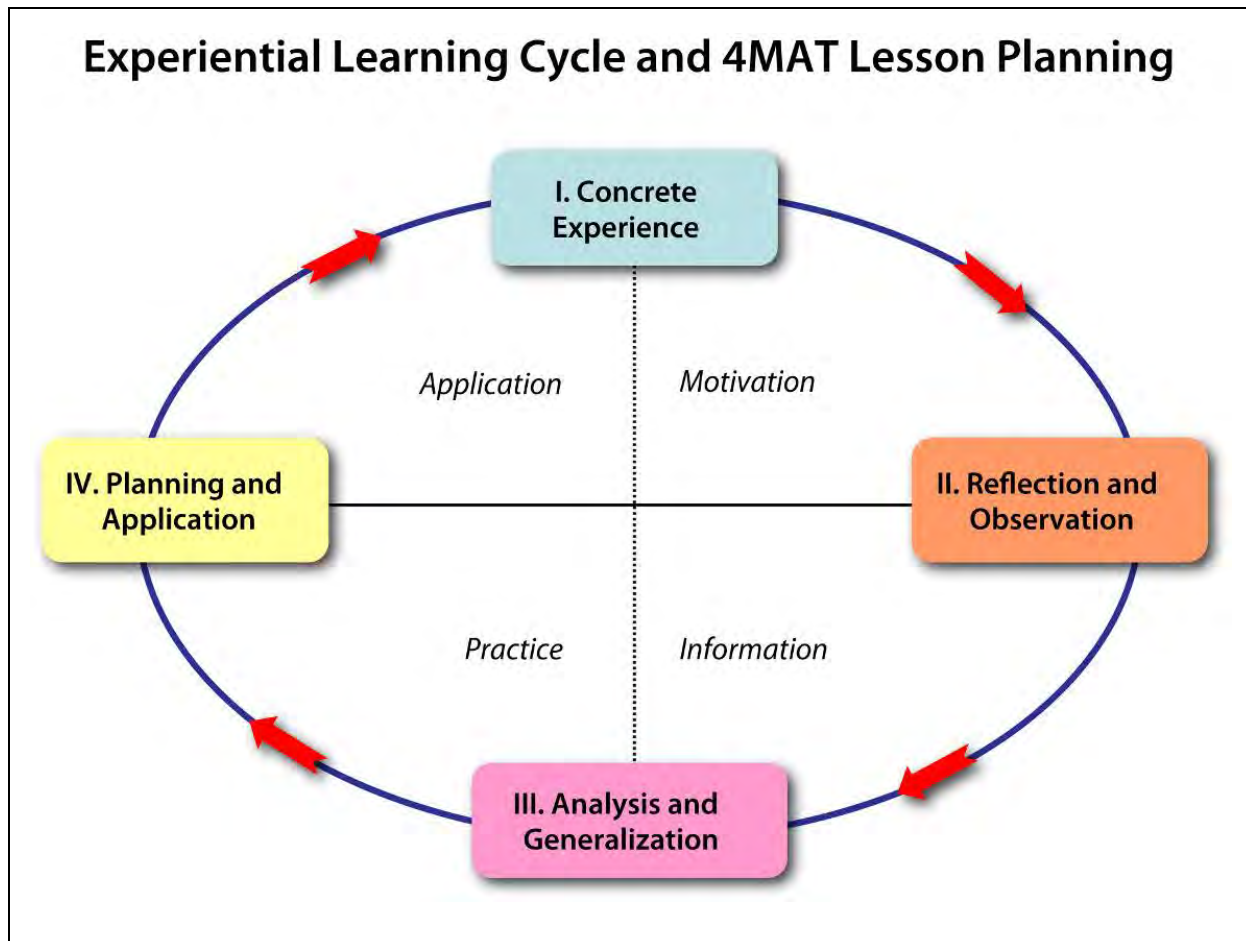 Experiential Learning Cycle and 4MAT Lesson Planning
I. Concrete
Experience
Application
Motivation
IV. Planning and
Application
II. Reflection and
Observation
Practice
Information
III. Analysis and
Generalization